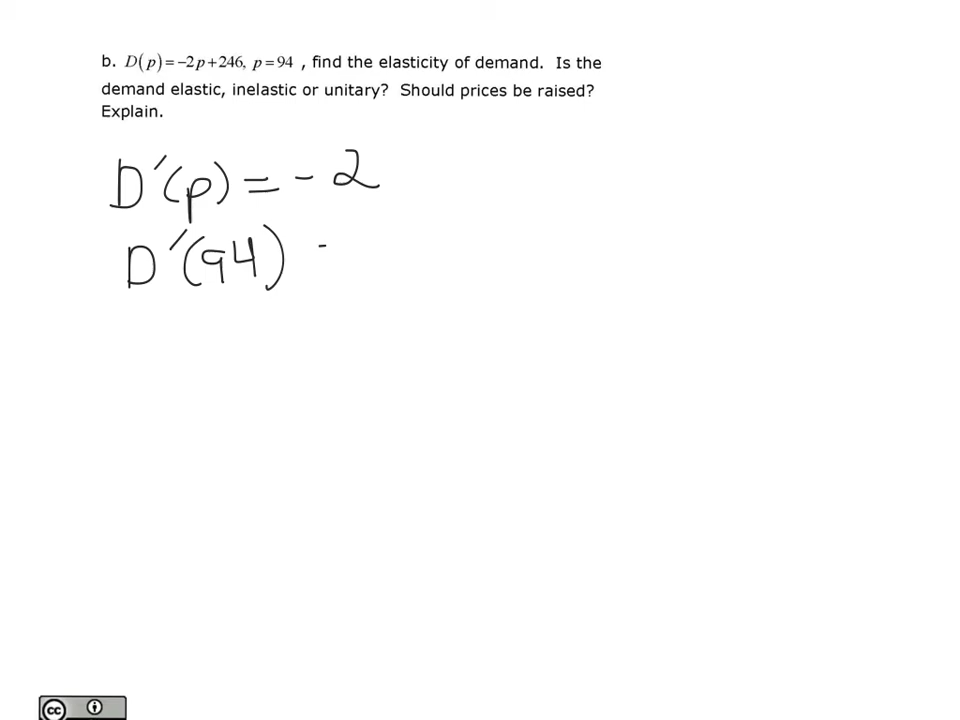 b. D(p)=−2p+246, p=94 , find the elasticity of demand. Is the
demand elastic, inelastic or unitary? Should prices be raised?
Explain.
D′(p) = - 2
D′(94) -
cc